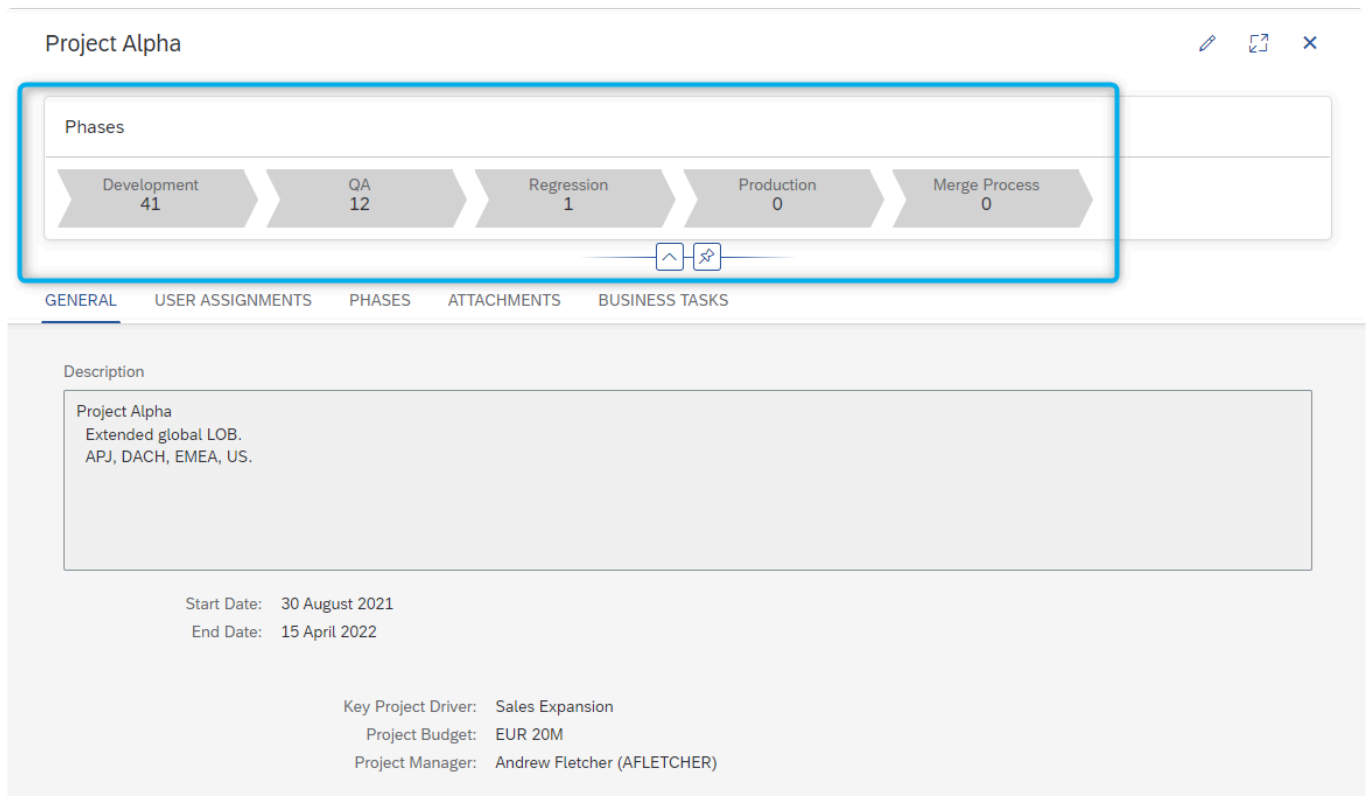 Project Alpha
Phases
Development
41
QA
12
Regression
1
Production
0
Merge Process
0
GENERAL USER ASSIGNMENTS PHASES ATTACHMENTS BUSINESS TASKS
Description
Project Alpha
Extended global LOB.
APJ, DACH, EMEA, US.
Start Date: 30 August 2021
End Date: 15 April 2022
Key Project Driver: Sales Expansion
Project Budget: EUR 20M
Project Manager: Andrew Fletcher (AFLETCHER)